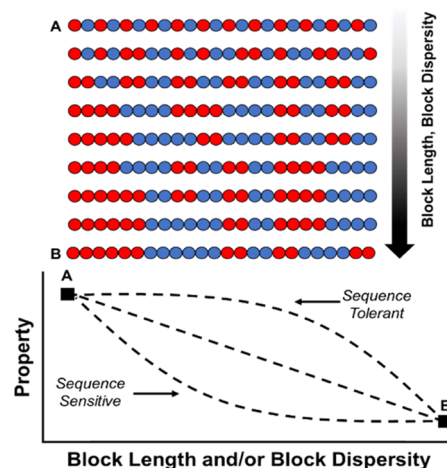 A
Block Length, Block Dispersity
B
A
Sequence
Tolerant
Property
Sequence
Sensitive
B
Block Length and/or Block Dispersity